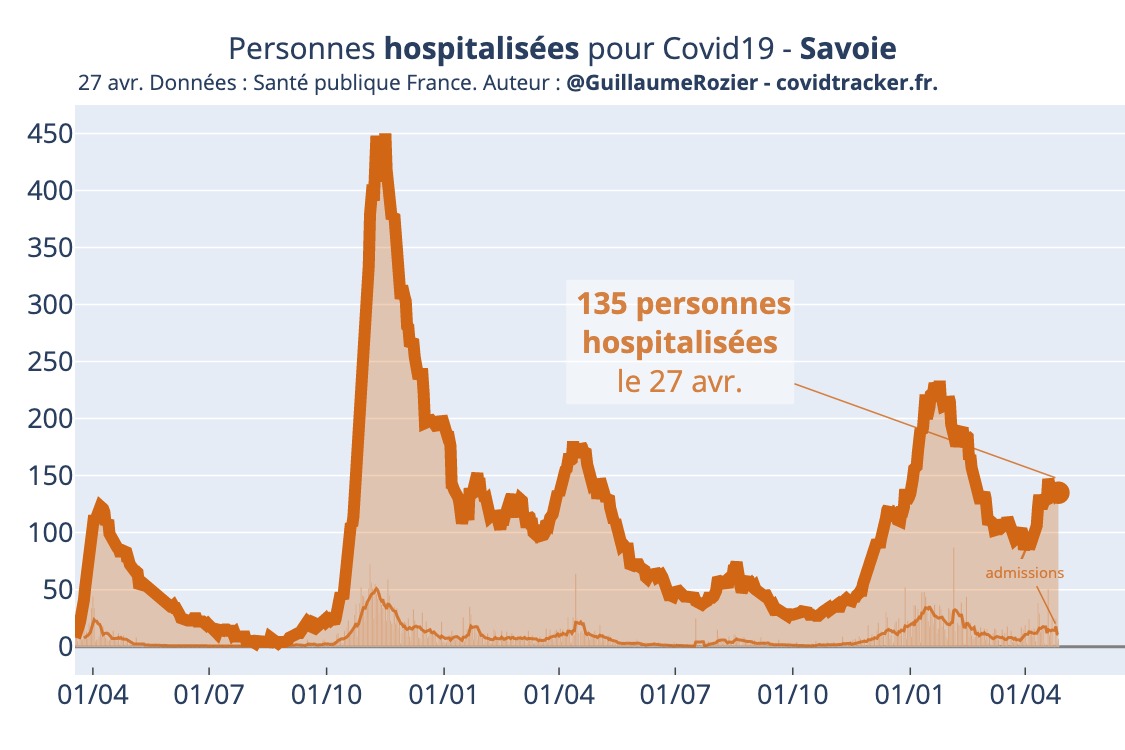 Personnes hospitalisées pour Covid19 - Savoie
27 avr. Données : Santé publique France. Auteur : @GuillaumeRozier - covidtracker.fr.
450
400
350
300
250
200
150
100
50
0
135 personnes
hospitalisées
le 27 avr.
admissions
01/04 01/07 01/10 01/01 01/04 01/07 01/10 01/01 01/04